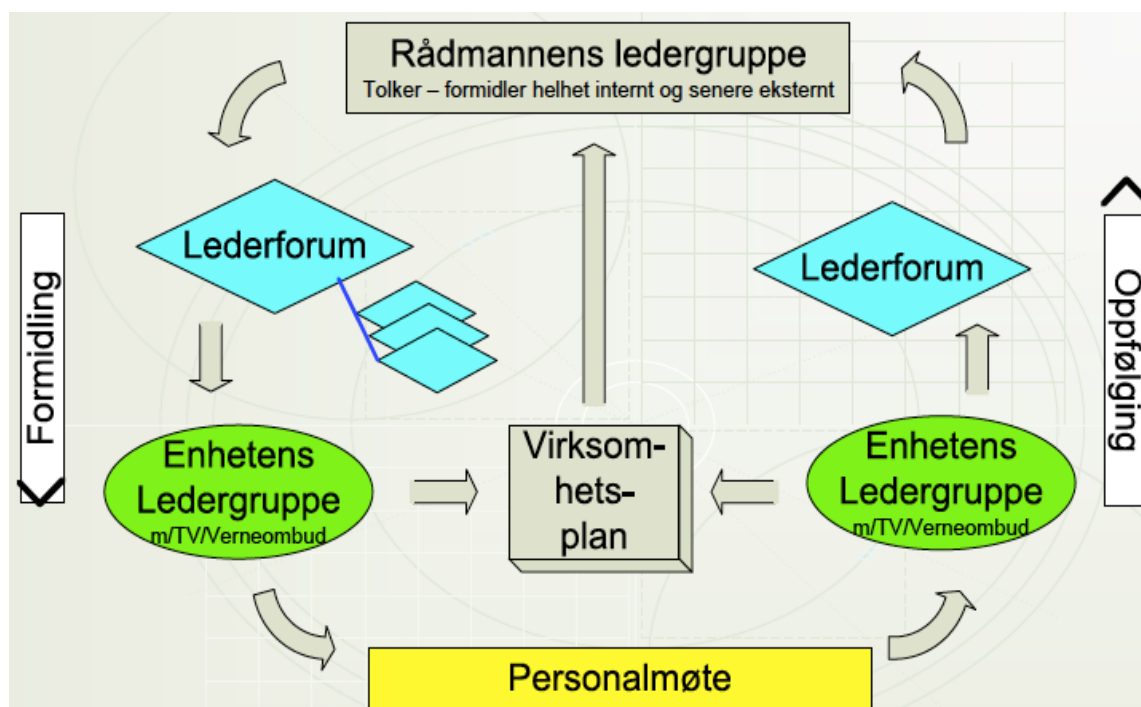 Rådmannens ledergruppe
Tolker – formidler helhet internt og senere eksternt
Lederforum
Lederforum
Formidling
Oppfølging
Enhetens
Ledergruppe
m/TV/Verneombud
Virksom-
hets-
plan
Enhetens
Ledergruppe
m/TV/Verneombud
Personalmøte